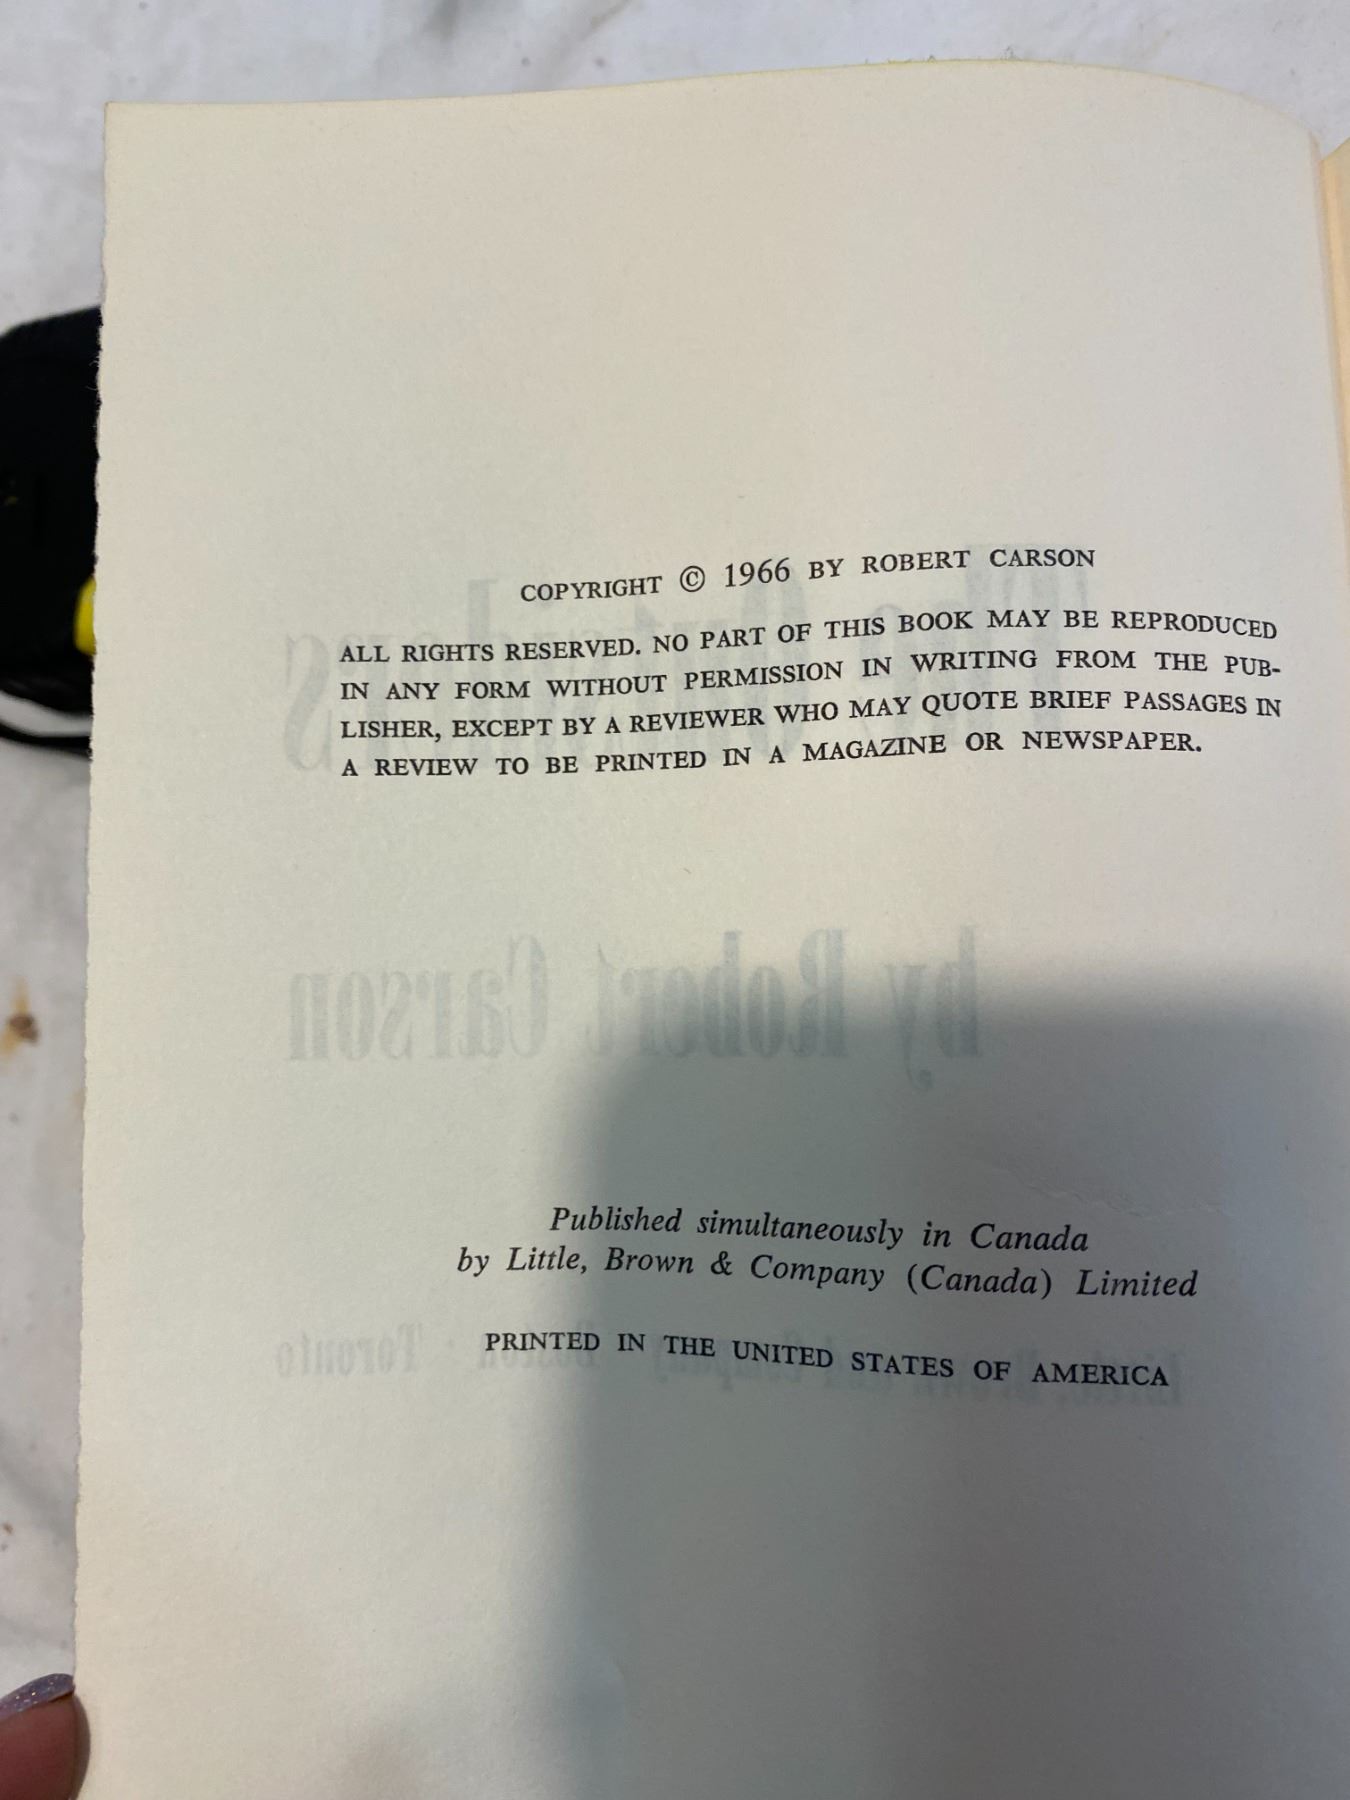 COPYRIGHT © 1966 BY ROBERT CARSON
ALL RIGHTS RESERVED. NO PART OF THIS BOOK MAY BE REPRODUCED
IN ANY FORM WITHOUT PERMISSION IN WRITING FROM THE PUB-
LISHER, EXCEPT BY A REVIEWER WHO MAY QUOTE BRIEF PASSAGES IN
A REVIEW TO BE PRINTED IN A MAGAZINE OR NEWSPAPER.
by Robert Carson
Published simultaneously in Canada
by Little, Brown & Company (Canada) Limited
PRINTED IN THE UNITED STATES OF AMERICA